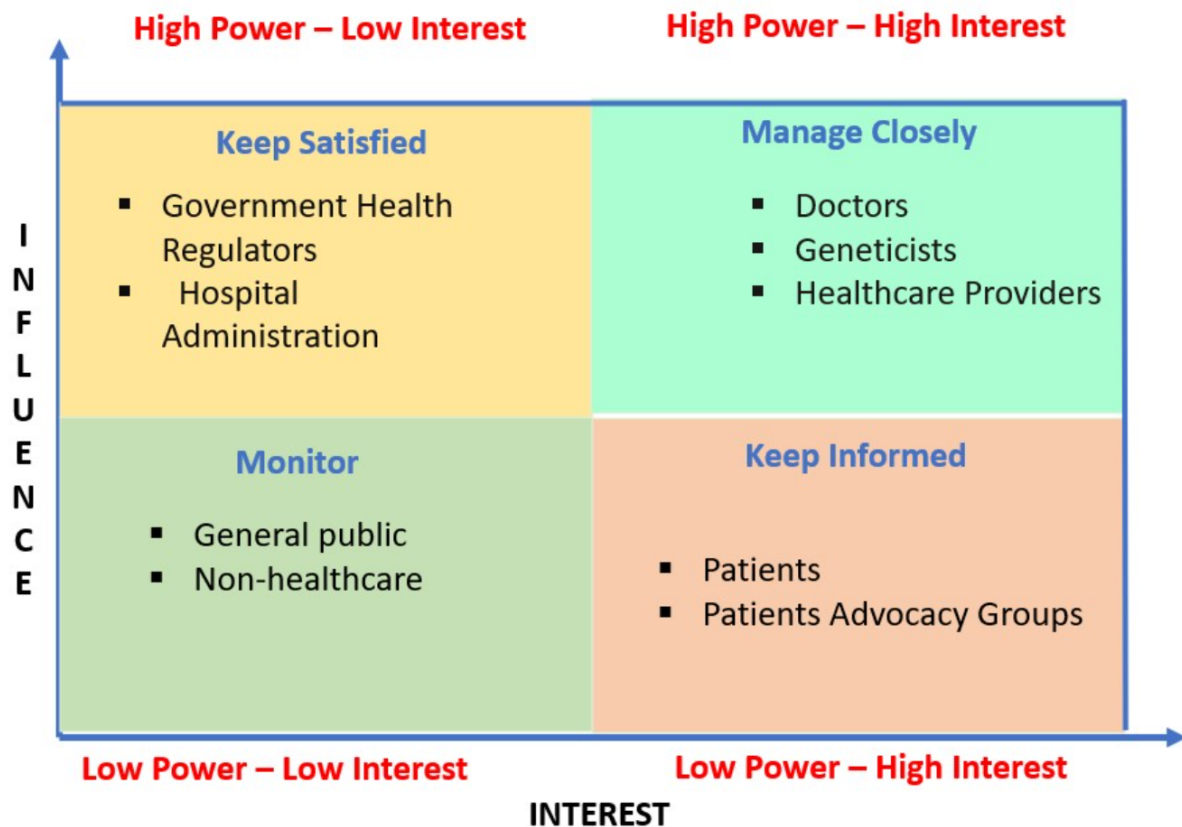 High Power – Low Interest
High Power – High Interest
Keep Satisfied
▪ Government Health
Regulators
▪ Hospital
Administration
Manage Closely
▪ Doctors
▪ Geneticists
▪ Healthcare Providers
INFLUENCE
Monitor
▪ General public
▪ Non-healthcare
Keep Informed
▪ Patients
▪ Patients Advocacy Groups
Low Power – Low Interest
Low Power – High Interest
INTEREST